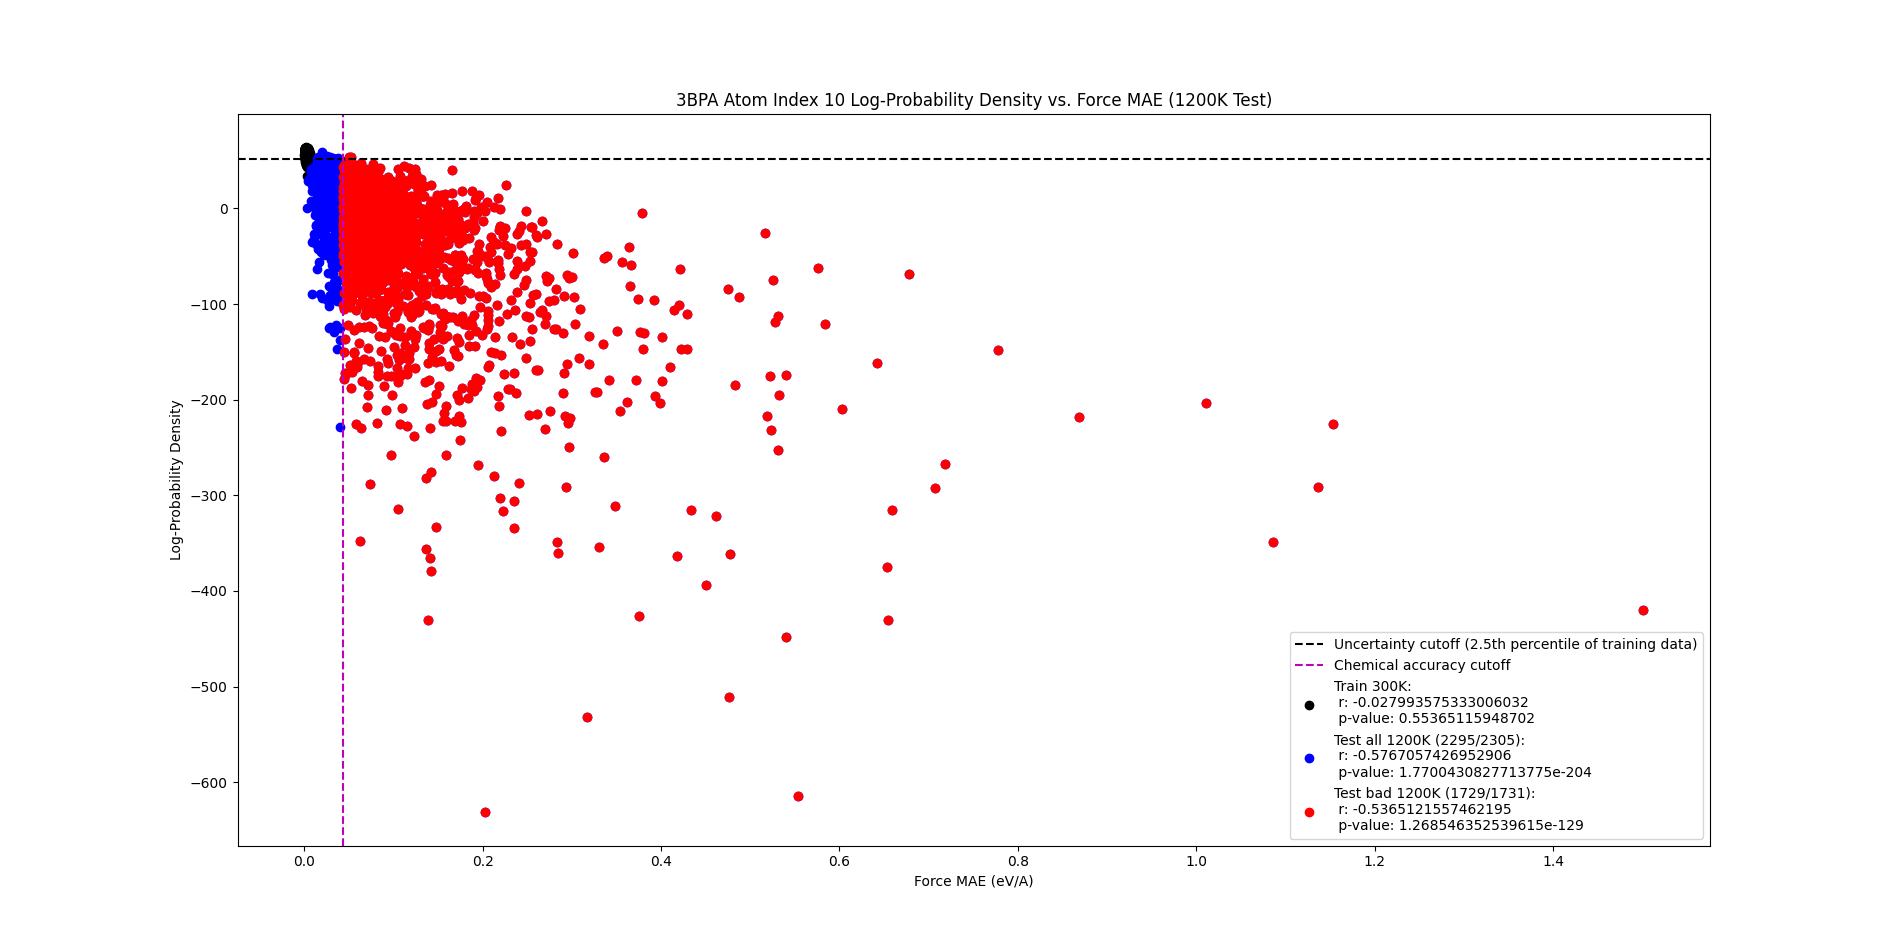 3BPA Atom Index 10 Log-Probability Density vs. Force MAE (1200K Test)
Log-Probability Density
0
−100
−200
−300
−400
−500
−600
0.0
0.2
0.4
0.6
0.8
1.0
1.2
1.4
Force MAE (eV/A)
Uncertainty cutoff (2.5th percentile of training data)
Chemical accuracy cutoff
Train 300K:
r: -0.027993575333006032
p-value: 0.55365115948702
Test all 1200K (2295/2305):
r: -0.5767057426952906
p-value: 1.7700430827713775e-204
Test bad 1200K (1729/1731):
r: -0.5365121557462195
p-value: 1.268546352539615e-129